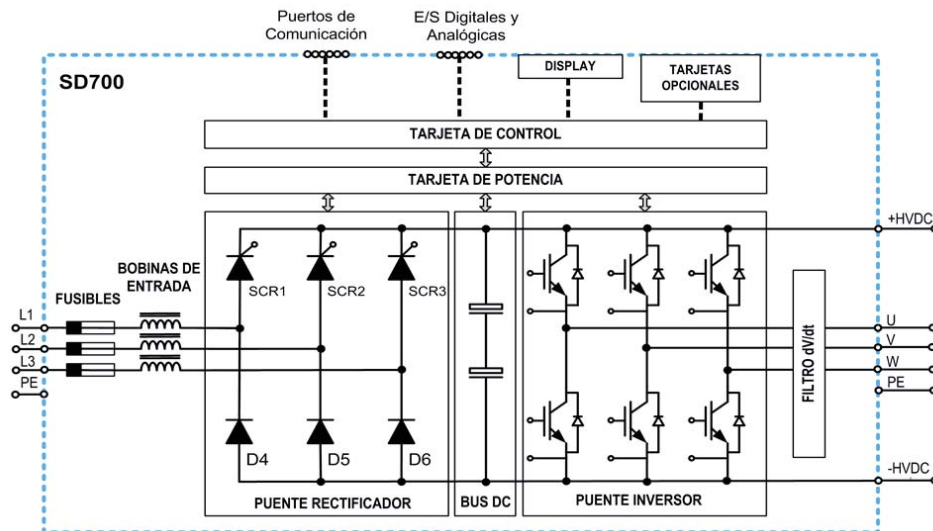 Puertos de
Comunicación
E/S Digitales y
Analógicas
SD700
DISPLAY
TARJETAS
OPCIONALES
TARJETA DE CONTROL
TARJETA DE POTENCIA
+HVDC
BOBINAS DE
ENTRADA
SCR1
SCR2
SCR3
FUSIBLES
L1
L2
L3
PE
U
V
W
PE
FILTRO dV/dt
D4
D5
D6
-HVDC
PUENTE RECTIFICADOR
BUS DC
PUENTE INVERSOR